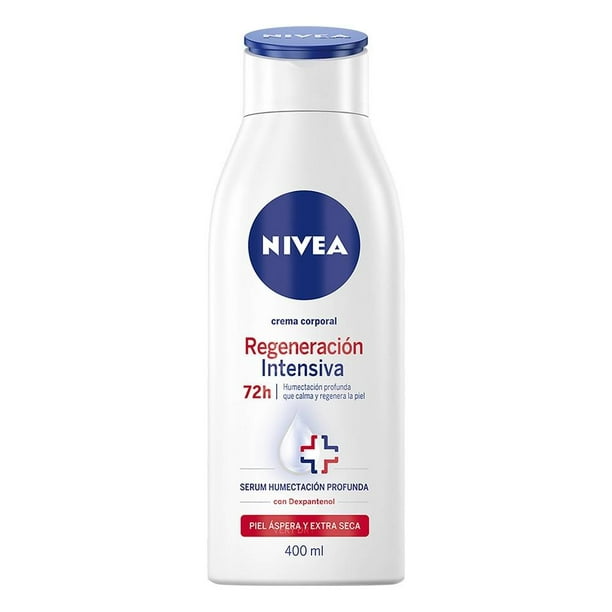 NIVEA
crema corporal
Regeneración
Intensiva
72h
Humectación profunda
que calma y regenera la piel
SERUM HUMECTACIÓN PROFUNDA
con Dexpantenol
PIEL ÁSPERA Y EXTRA SECA
400 ml